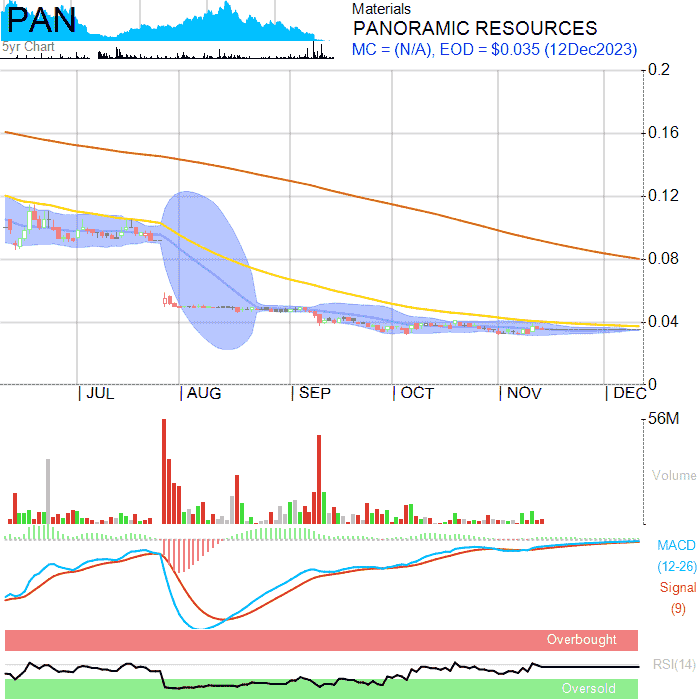 PAN
5yr Chart
Materials
PANORAMIC RESOURCES
MC = (N/A), EOD = $0.035 (12Dec2023)
0.2
0.16
0.12
0.08
0.04
0
JUL
AUG
SEP
OCT
NOV
DEC
56M
Volume
MACD
(12-26)
Signal
(9)
Overbought
RSI(14)
Oversold